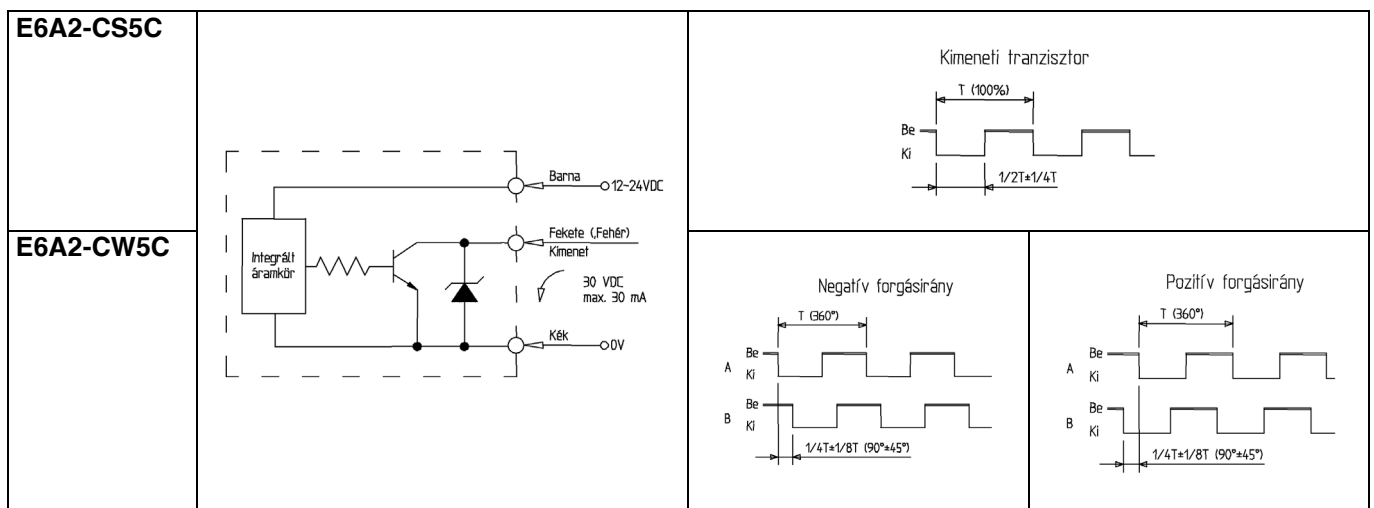 E6A2-CS5C
Barna
12~24VDC
Fekete (,Fehér)
Kimenet
Integrált
áramkör
30 VDC
max. 30 mA
Kék
0V
Kimeneti tranzisztor
T (100%)
Be
Ki
1/2T±1/4T
E6A2-CW5C
Negatív forgásirány
T (360°)
A
Be
Ki
B
Be
Ki
1/4T±1/8T (90°±45°)
Pozitív forgásirány
T (360°)
A
Be
Ki
B
Be
Ki
1/4T±1/8T (90°±45°)